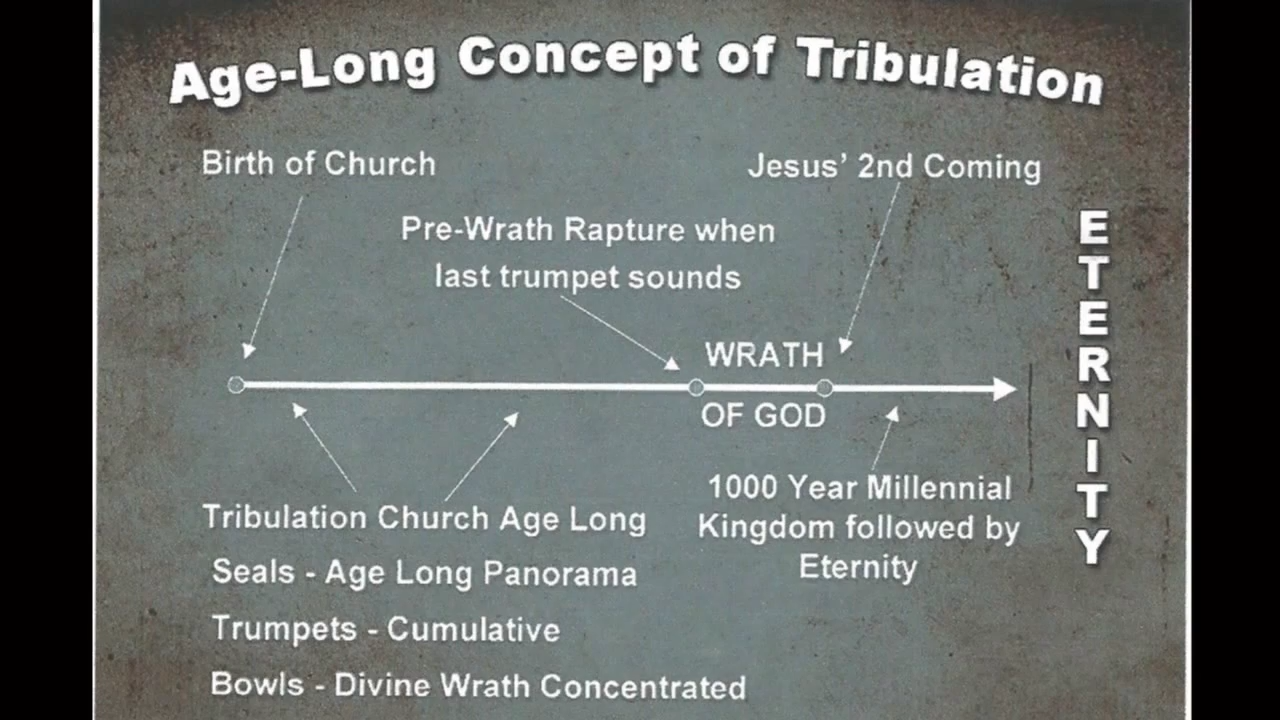 Age-Long Concept of Tribulation
Birth of Church
Jesus’ 2nd Coming
Pre-Wrath Rapture when
last trumpet sounds
WRATH
OF GOD
ETERNITY
Tribulation Church Age Long
Seals - Age Long Panorama
Trumpets - Cumulative
Bowls - Divine Wrath Concentrated
1000 Year Millennial
Kingdom followed by
Eternity